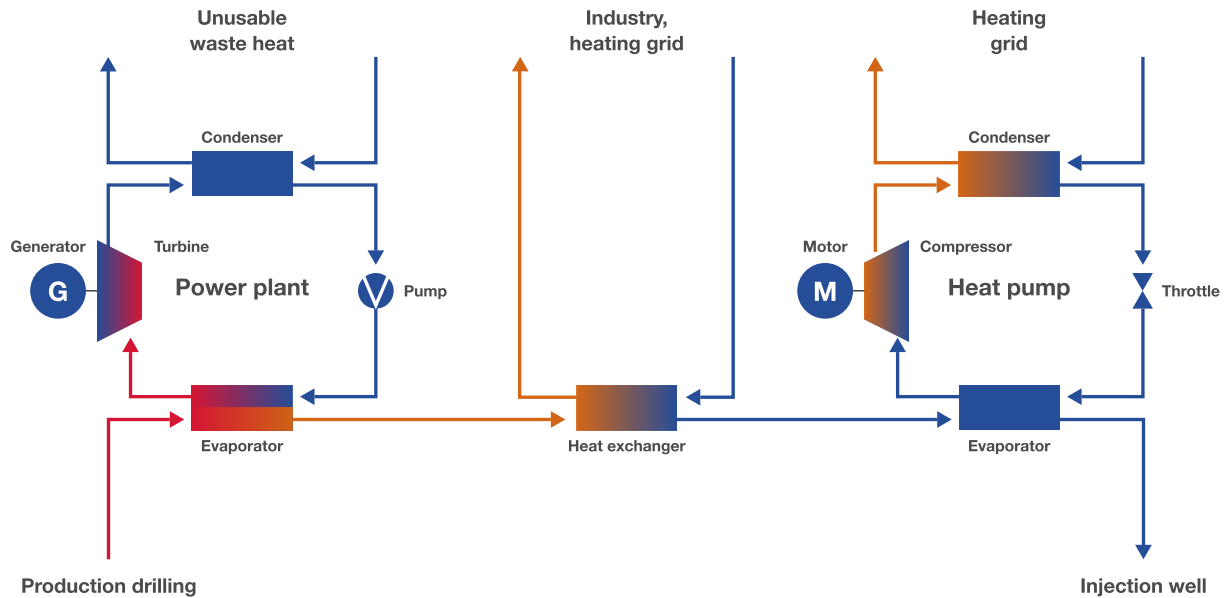 Unusable
waste heat
Industry,
heating grid
Heating
grid
Condenser
Condenser
Generator
Turbine
Motor
Compressor
G
Power plant
Pump
M
Heat pump
Throttle
Evaporator
Heat exchanger
Evaporator
Production drilling
Injection well